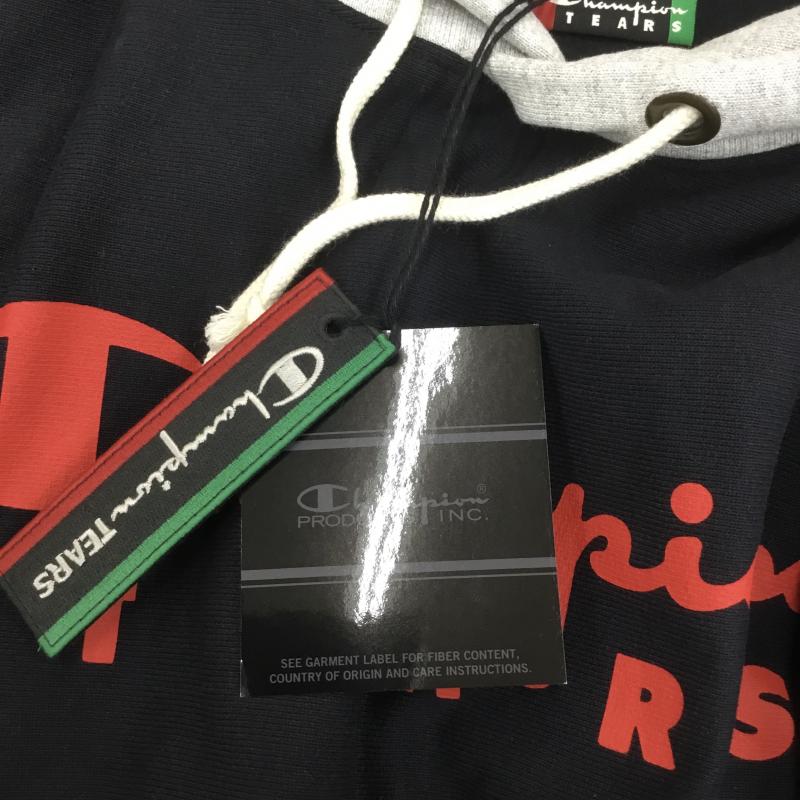 Champion
TEARS
Champion TEARS
Champion®
PRODUCTS INC.
SEE GARMENT LABEL FOR FIBER CONTENT,
COUNTRY OF ORIGIN AND CARE INSTRUCTIONS.
pion
RS